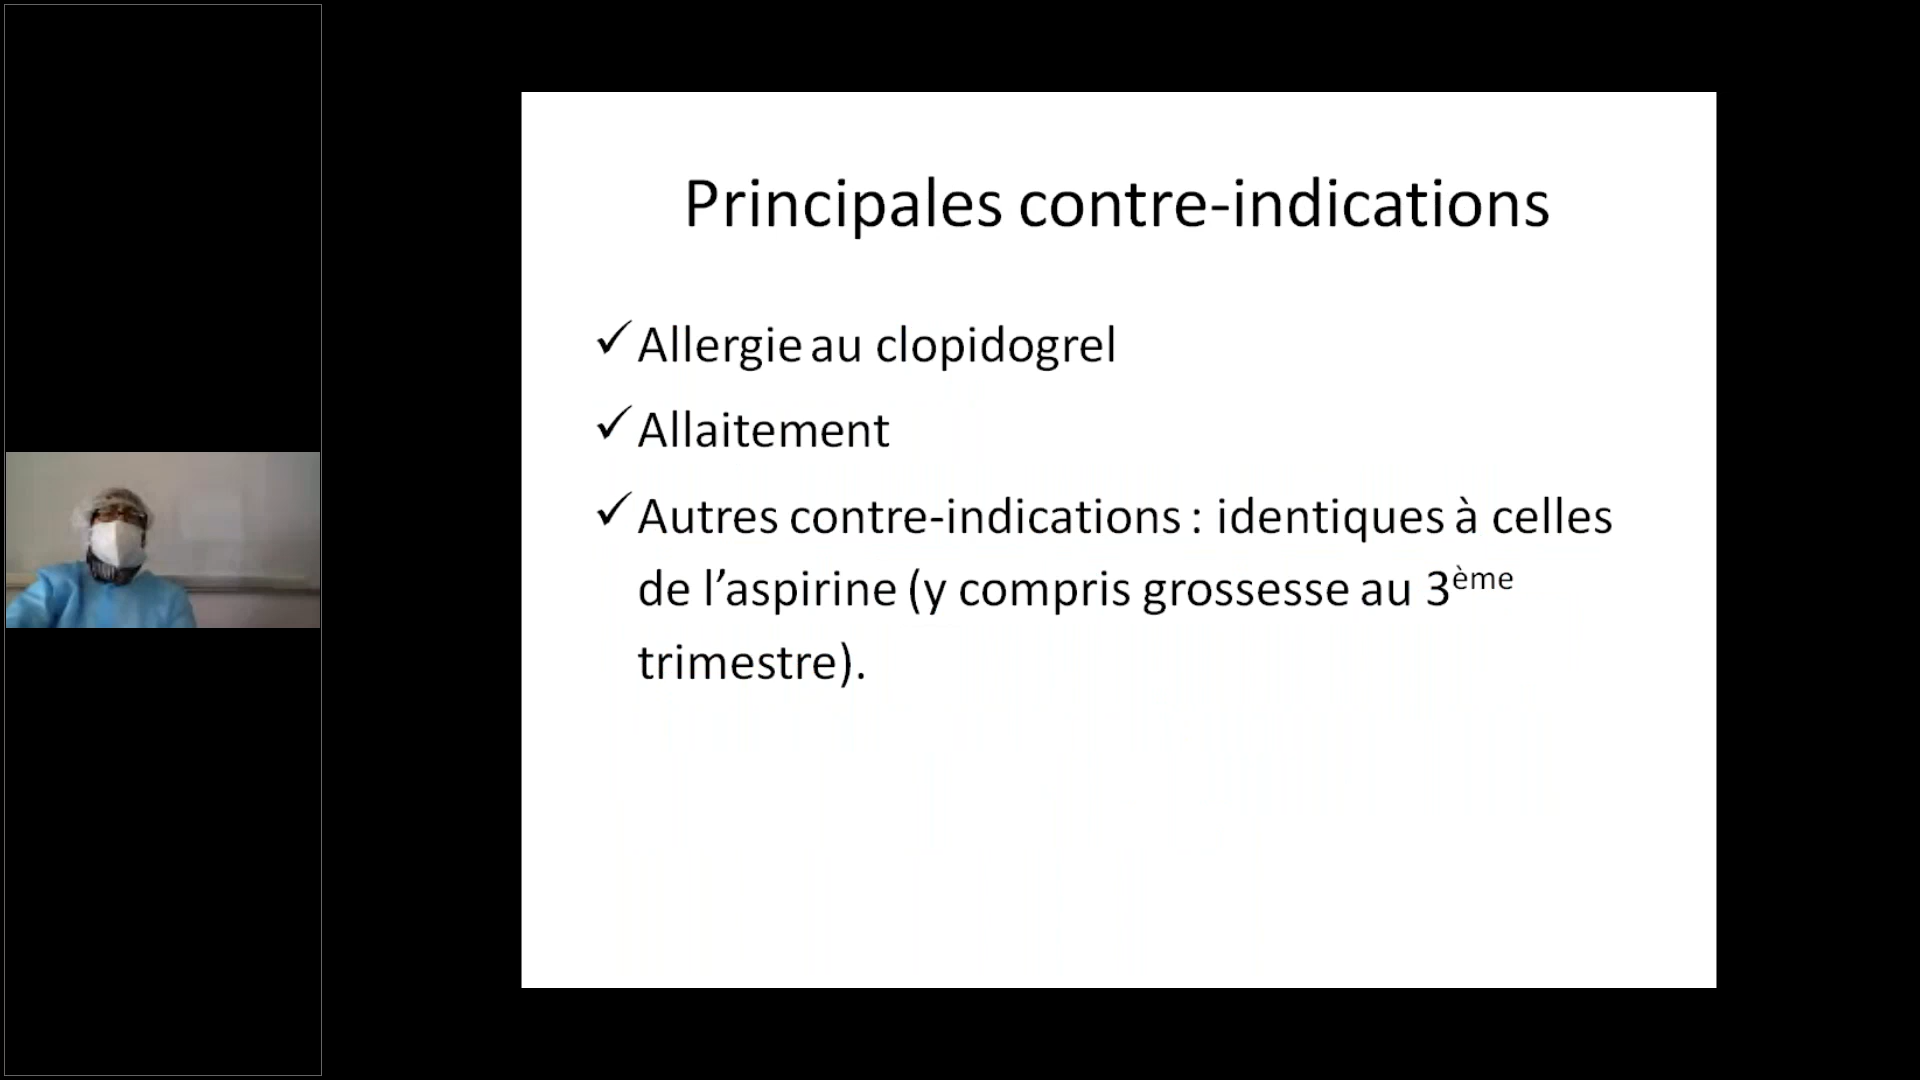 Principales contre-indications
✓ Allergie au clopidogrel
✓ Allaitement
✓ Autres contre-indications : identiques à celles
de l’aspirine (y compris grossesse au 3ème
trimestre).